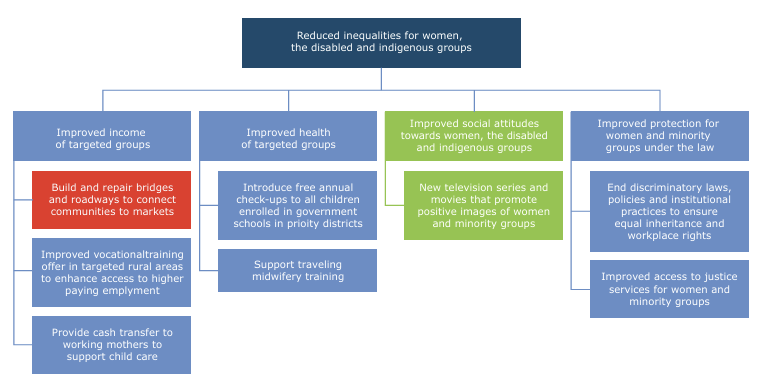 Reduced inequalities for women,
the disabled and indigenous groups
Improved income
of targeted groups
Build and repair bridges
and roadways to connect
communities to markets
Improved vocationaltraining
offer in targeted rural areas
to enhance access to higher
paying emplyment
Provide cash transfer to
working mothers to
support child care
Improved health
of targeted groups
Introduce free annual
check-ups to all children
enrolled in government
schools in prioity districts
Support traveling
midwifery training
Improved social attitudes
towards women, the disabled
and indigenous groups
New television series and
movies that promote
positive images of women
and minority groups
Improved protection for
women and minority
groups under the law
End discriminatory laws,
policies and institutional
practices to ensure
equal inheritance and
workplace rights
Improved access to justice
services for women and
minority groups